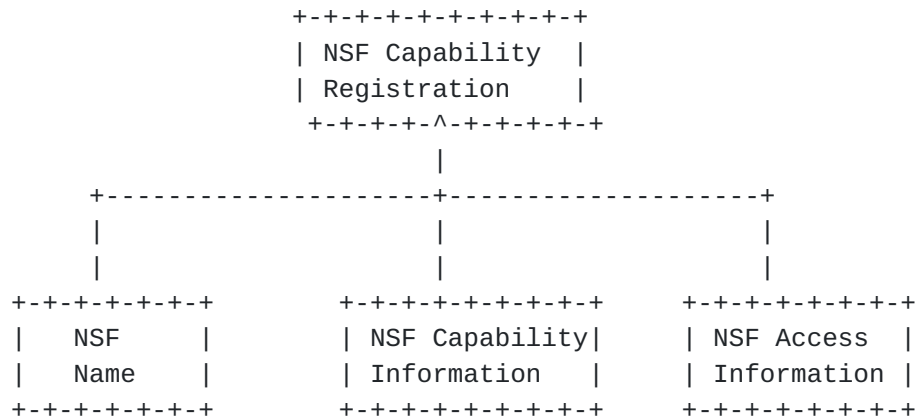 +-+-+-+-+-+-+-+-+-+
| NSF Capability  |
| Registration    |
+-+-+-+-^-+-+-+-+-+
|
+---------------------+--------------------+
|                     |                    |
|                     |                    |
+-+-+-+-+-+-+-+        +-+-+-+-+-+-+-+-+-+     +-+-+-+-+-+-+-+-+
|   NSF     |        | NSF Capability|     | NSF Access  |
|   Name    |        | Information   |     | Information |
+-+-+-+-+-+-+-+        +-+-+-+-+-+-+-+-+-+     +-+-+-+-+-+-+-+-+